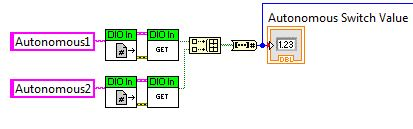 Autonomous Switch Value
DIO In DIO In
Autonomous1
# GET
]...[#
1.23
DBL
DIO In DIO In
Autonomous2
# GET